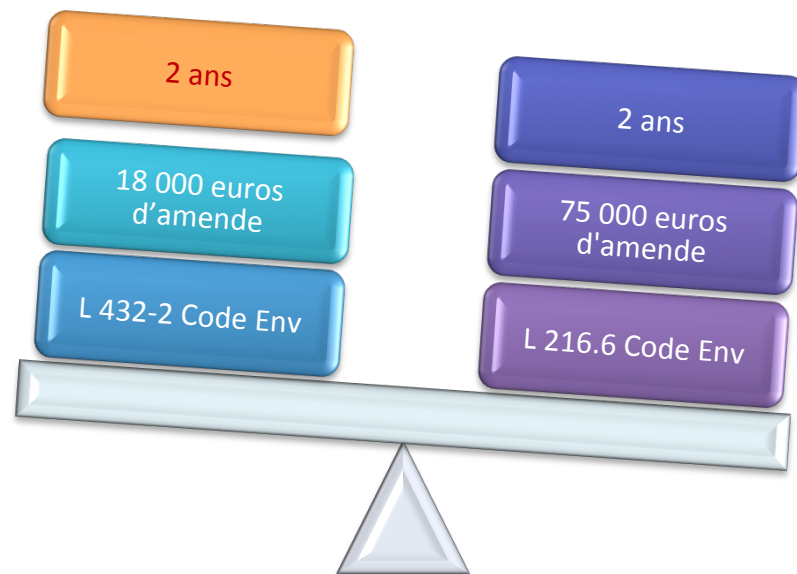 2 ans
18 000 euros
d’amende
L 432-2 Code Env
2 ans
75 000 euros
d'amende
L 216.6 Code Env